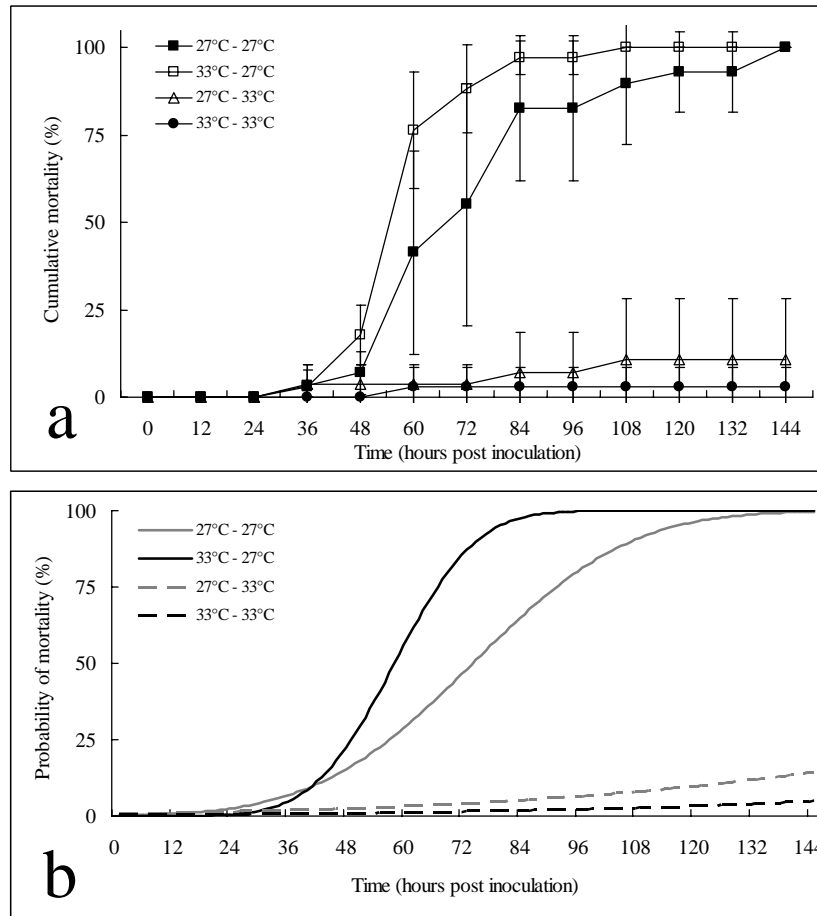 100
75
50
25
0
Cumulative mortality (%)
27°C - 27°C
33°C - 27°C
27°C - 33°C
33°C - 33°C
0 12 24 36 48 60 72 84 96 108 120 132 144
Time (hours post inoculation)
a
100
75
50
25
0
Probability of mortality (%)
27°C - 27°C
33°C - 27°C
27°C - 33°C
33°C - 33°C
0 12 24 36 48 60 72 84 96 108 120 132 144
Time (hours post inoculation)
b